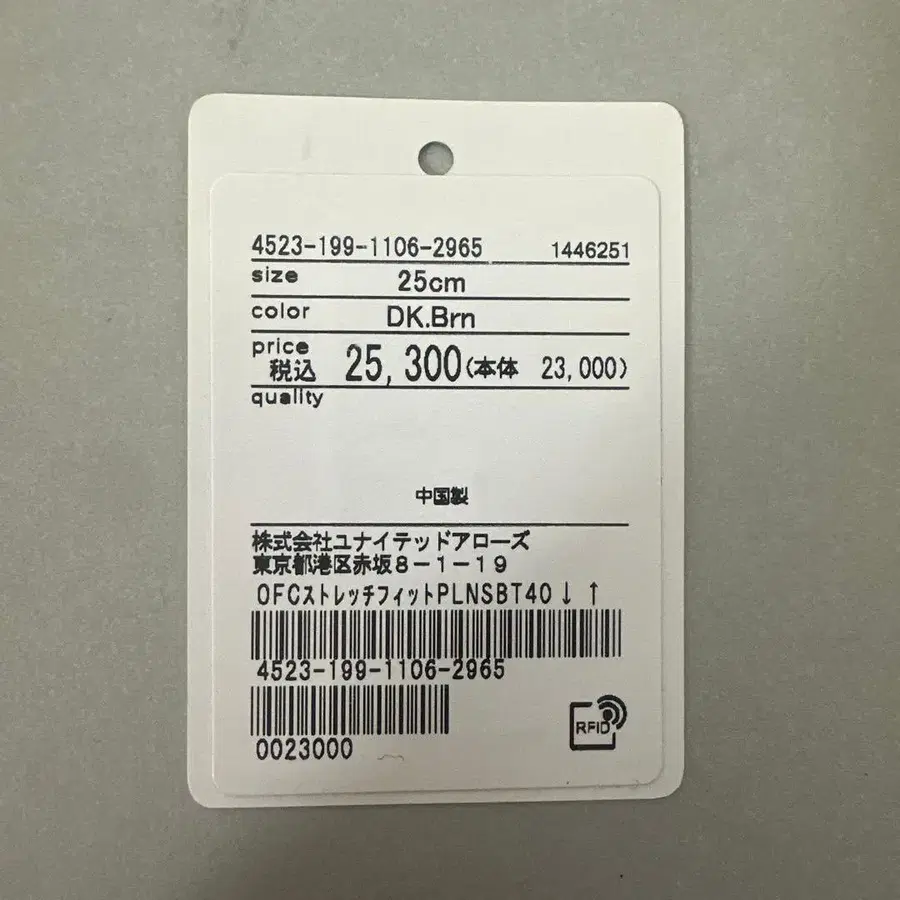 4523-199-1106-2965 1446251
size 25cm
color DK.Brn
price
税込 25,300(本体 23,000)
quality
中国製
株式会社ユナイテッドアローズ
東京都港区赤坂8-1-19
OFCストレッチフィットPLNSBT40↓ ↑
4523-199-1106-2965
RFID
0023000